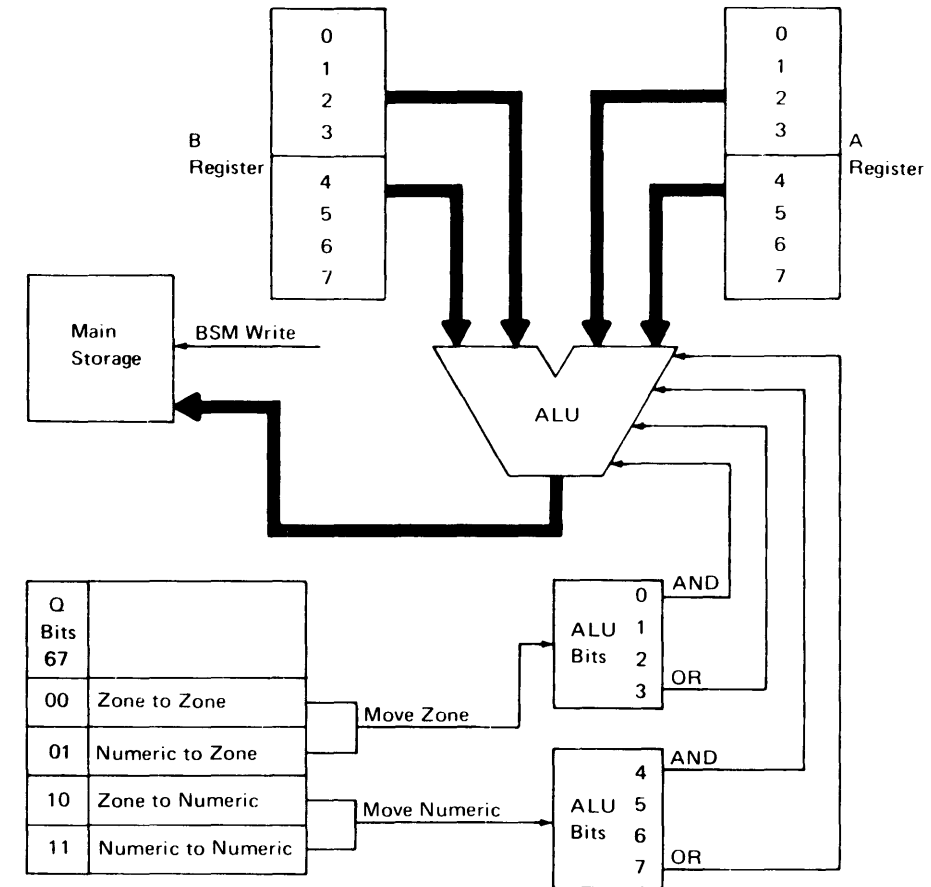 0
1
2
3
4
5
6
7
B
Register
0
1
2
3
4
5
6
7
A
Register
Main
Storage
BSM Write
ALU
Q
Bits
67
00 Zone to Zone
01 Numeric to Zone
10 Zone to Numeric
11 Numeric to Numeric
Move Zone
Move Numeric
ALU
Bits
0
1
2
3
AND
OR
ALU
Bits
4
5
6
7
AND
OR